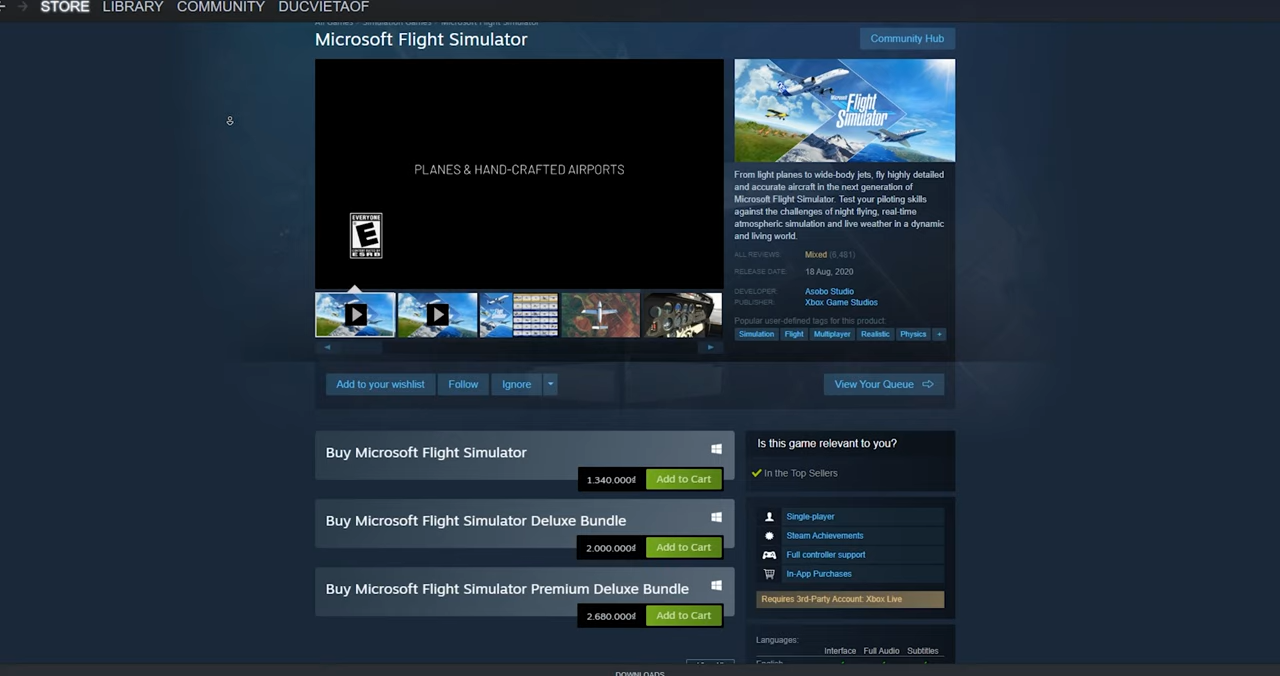 STORE LIBRARY COMMUNITY DUCVIETAOF
All Games > Simulation Games > Microsoft Flight Simulator
Microsoft Flight Simulator
Community Hub
PLANES & HAND-CRAFTED AIRPORTS
EVERYONE
E
ESRB
Microsoft
Flight
Simulator
From light planes to wide-body jets, fly highly detailed
and accurate aircraft in the next generation of
Microsoft Flight Simulator. Test your piloting skills
against the challenges of night flying, real-time
atmospheric simulation and live weather in a dynamic
and living world.
ALL REVIEWS: Mixed (6,481)
RELEASE DATE: 18 Aug, 2020
DEVELOPER: Asobo Studio
PUBLISHER: Xbox Game Studios
Popular user-defined tags for this product:
Simulation Flight Multiplayer Realistic Physics +
Add to your wishlist Follow Ignore View Your Queue
Buy Microsoft Flight Simulator
1.340.000₫ Add to Cart
Buy Microsoft Flight Simulator Deluxe Bundle
2.000.000₫ Add to Cart
Buy Microsoft Flight Simulator Premium Deluxe Bundle
2.680.000₫ Add to Cart
Is this game relevant to you?
In the Top Sellers
Single-player
Steam Achievements
Full controller support
In-App Purchases
Requires 3rd-Party Account: Xbox Live
Languages:
Interface Full Audio Subtitles
English
DOWNLOADS